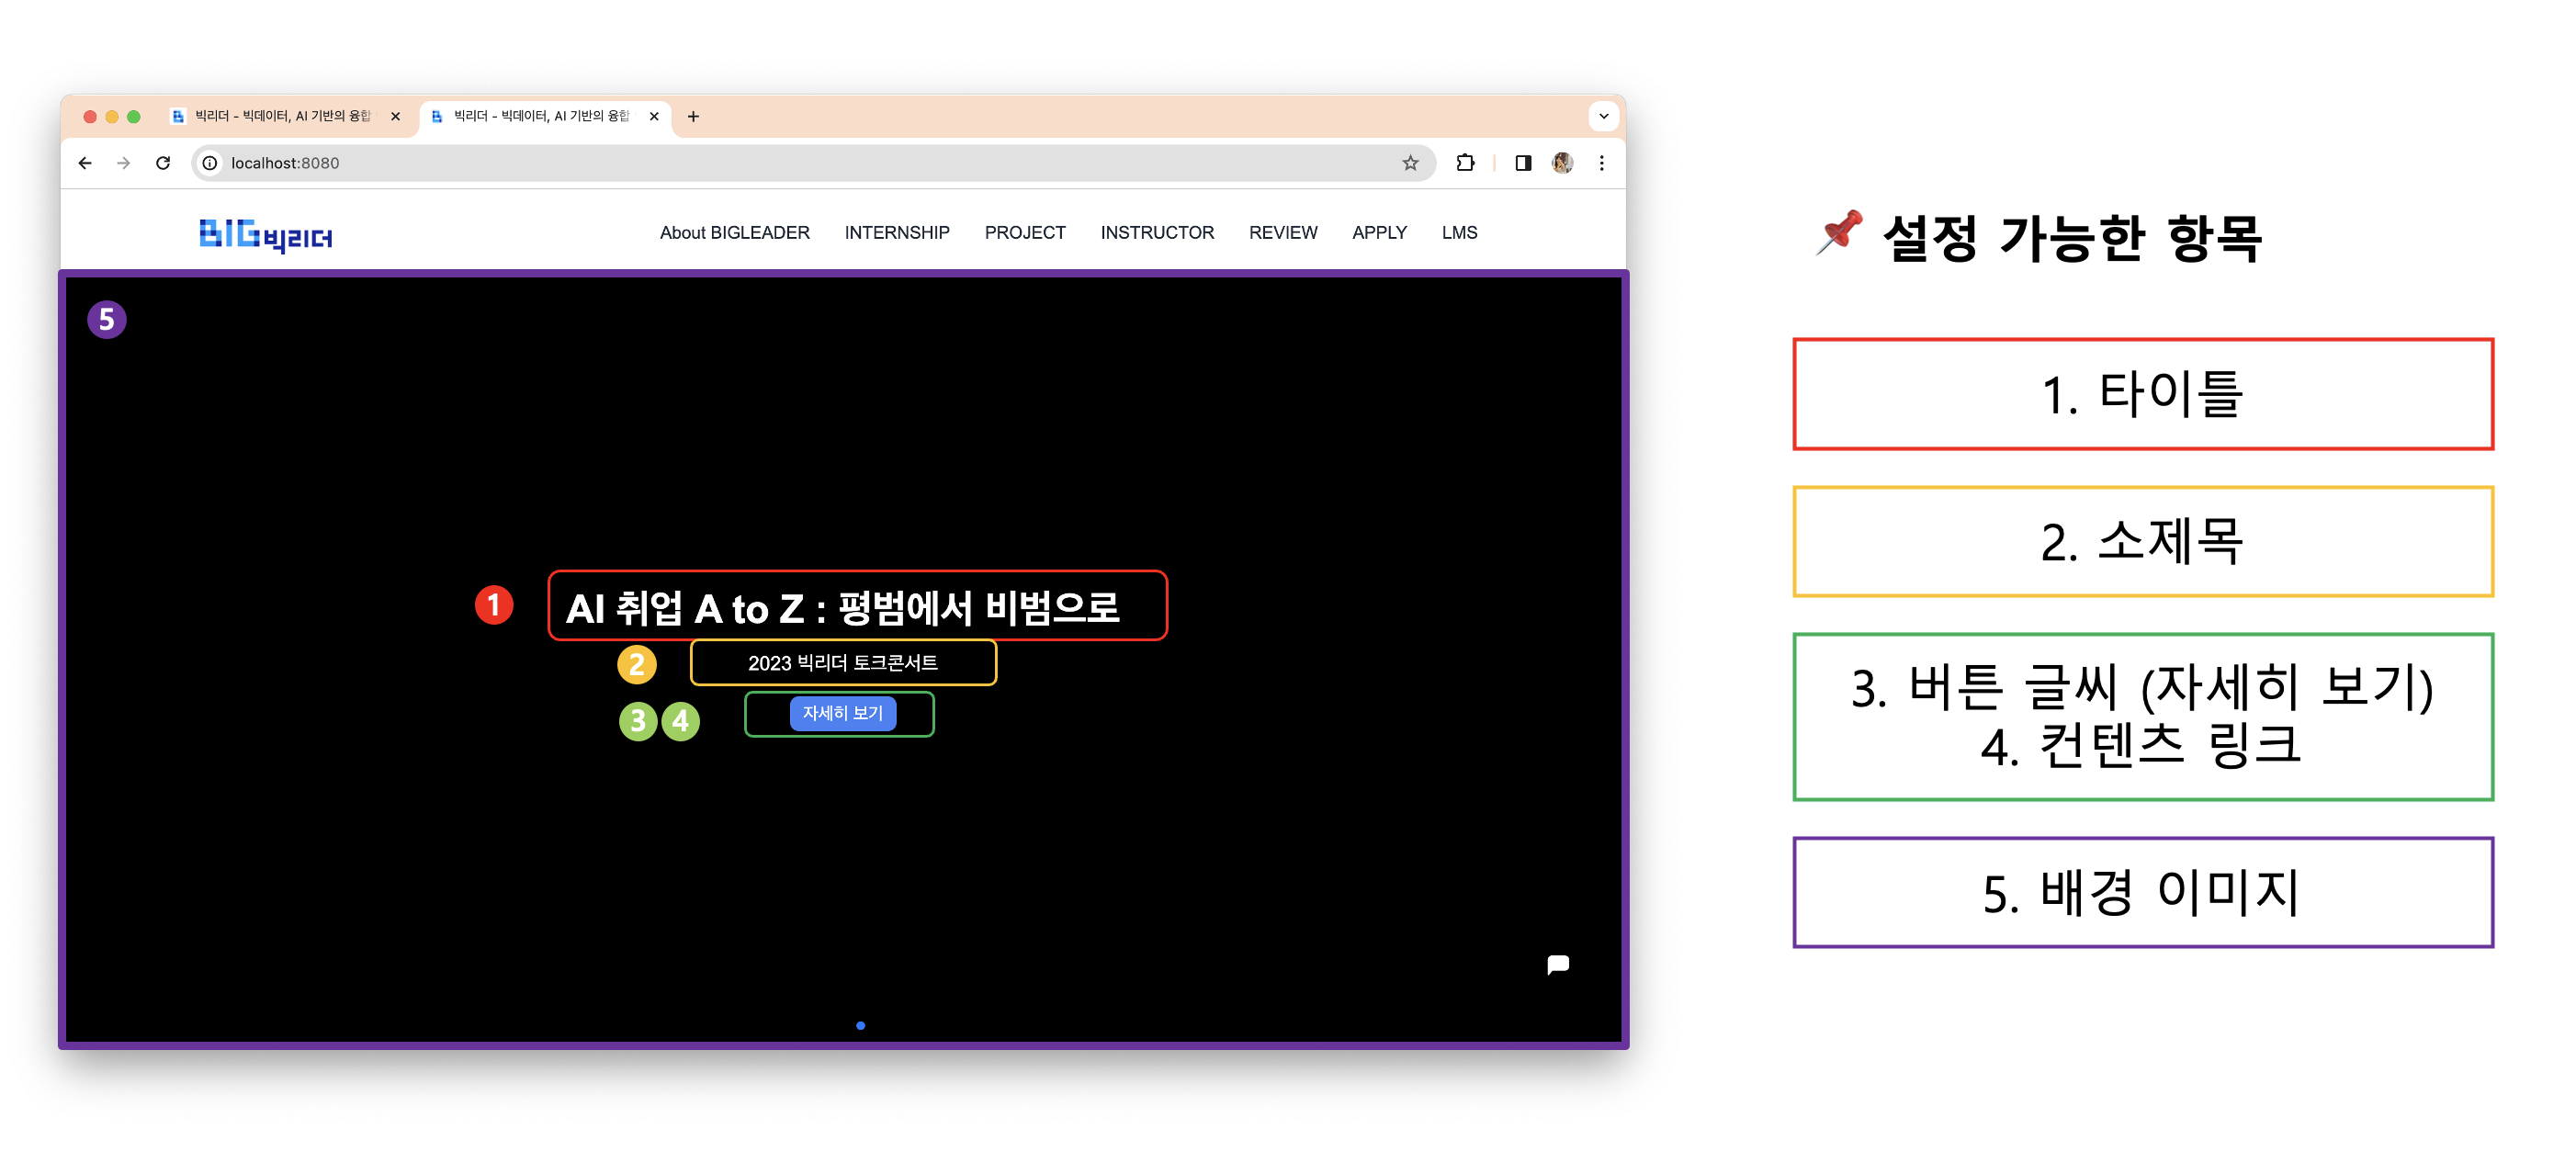 빅리더 - 빅데이터, AI 기반의 융합
빅리더 - 빅데이터, AI 기반의 융합
localhost:8080
BIG빅리더
About BIGLEADER INTERNSHIP PROJECT INSTRUCTOR REVIEW APPLY LMS
5
1 AI 취업 A to Z : 평범에서 비범으로
2 2023 빅리더 토크콘서트
3 4 자세히 보기
설정 가능한 항목
1. 타이틀
2. 소제목
3. 버튼 글씨 (자세히 보기)
4. 컨텐츠 링크
5. 배경 이미지